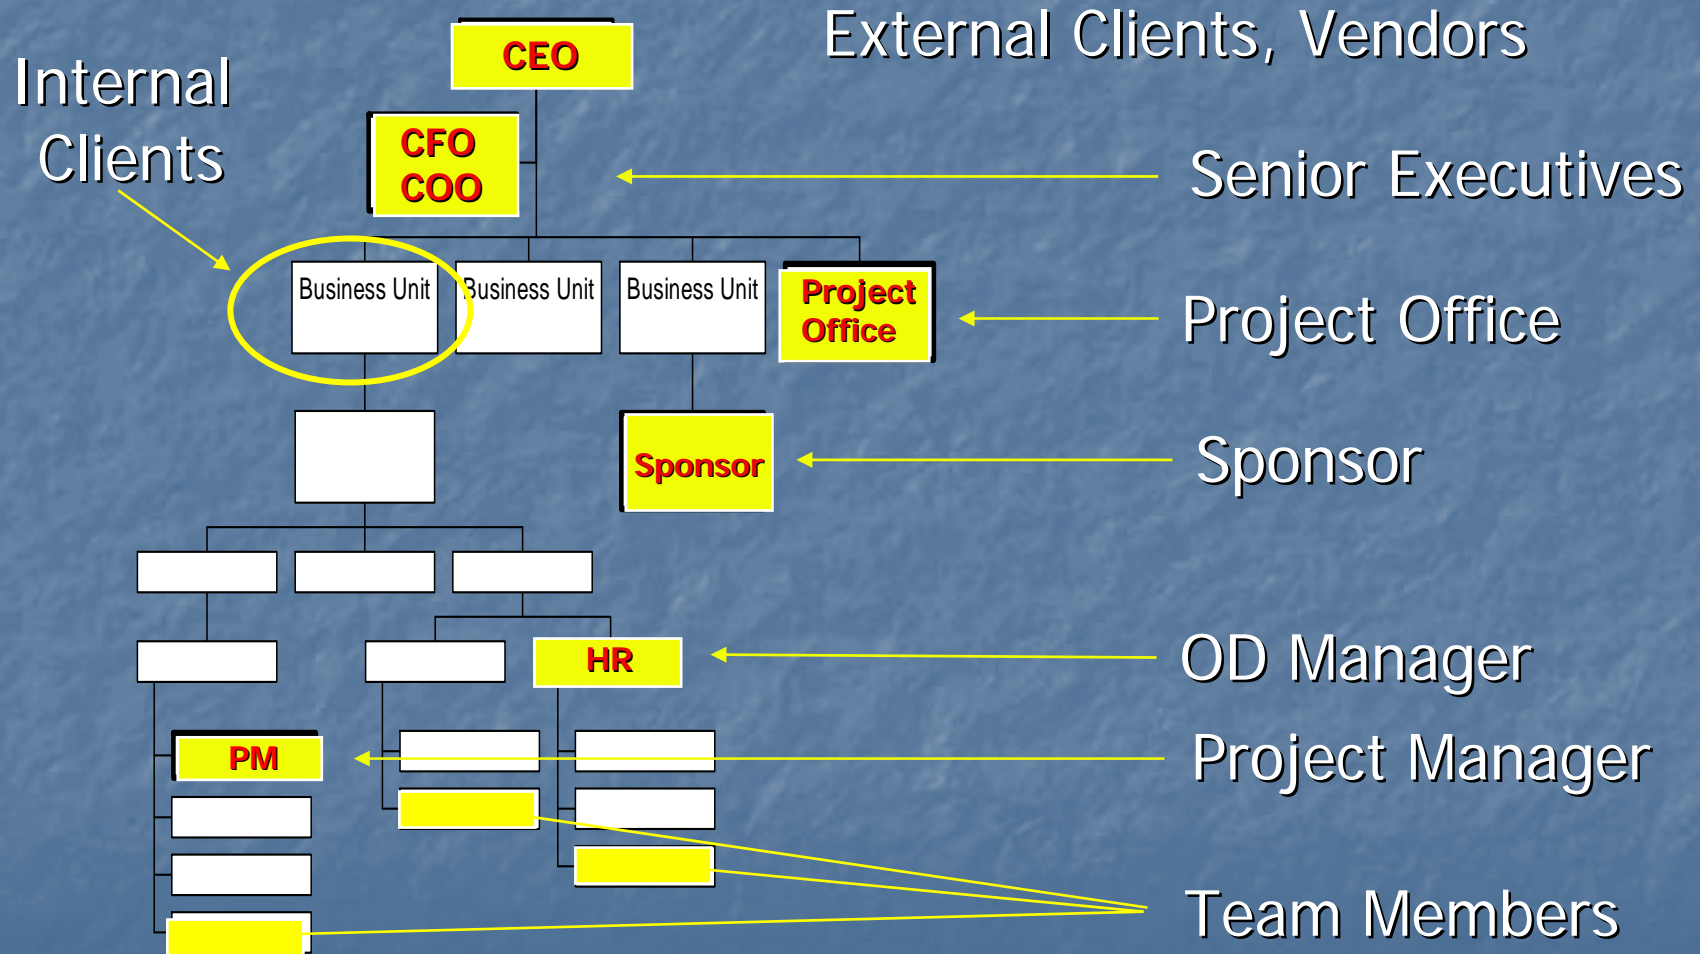 CEO
External Clients, Vendors
Internal
Clients
CFO
COO
Senior Executives
Business Unit
Business Unit
Business Unit
Project
Office
Project Office
Sponsor
Sponsor
HR
OD Manager
PM
Project Manager
Team Members